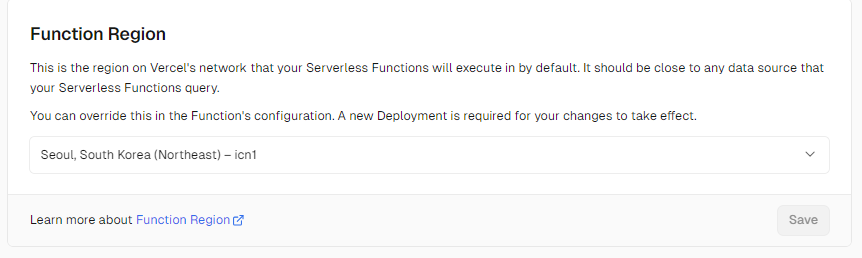 Function Region
This is the region on Vercel's network that your Serverless Functions will execute in by default. It should be close to any data source that
your Serverless Functions query.
You can override this in the Function's configuration. A new Deployment is required for your changes to take effect.
Seoul, South Korea (Northeast) – icn1
Learn more about Function Region
Save